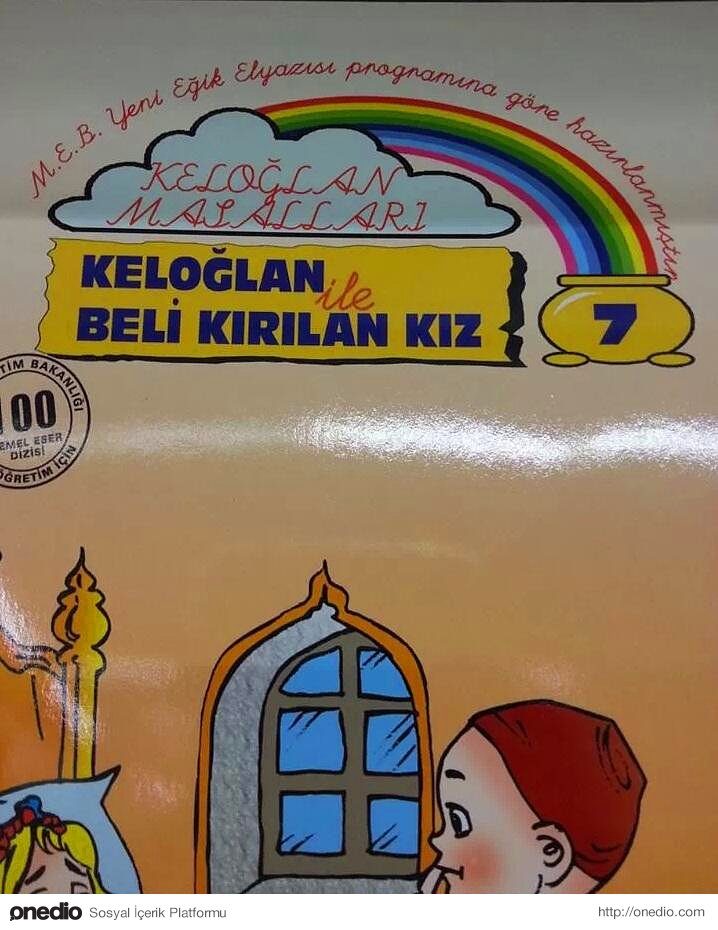 M.E.B. Yeni Eğik Elyazısı programına göre hazırlanmıştır
KELOĞLAN
MASALLARI
KELOĞLAN ile
BELİ KIRILAN KIZ
7
BAKANLIĞI
100
TEMEL ESER
DİZİSİ
ÖĞRETİM İÇİN
onedio Sosyal İçerik Platformu
http://onedio.com